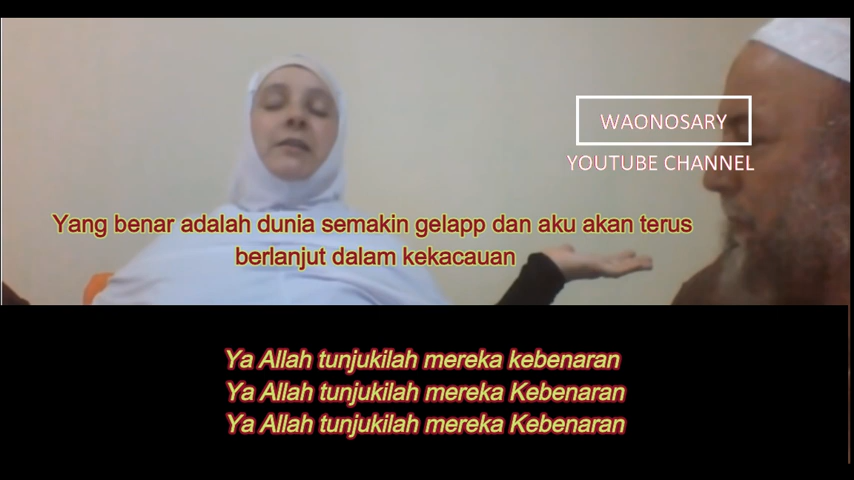 WAONOSARY
YOUTUBE CHANNEL
Yang benar adalah dunia semakin gelapp dan aku akan terus
berlanjut dalam kekacauan
Ya Allah tunjukilah mereka kebenaran
Ya Allah tunjukilah mereka Kebenaran
Ya Allah tunjukilah mereka Kebenaran